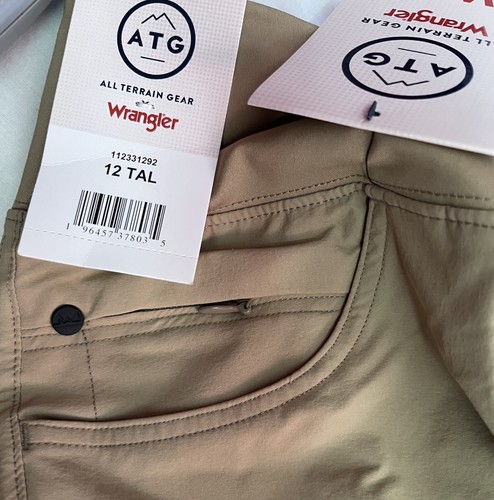 ATG
ALL TERRAIN GEAR
Wrangler
112331292
12 TAL
1 96457 37803 5
Wrangler
ALL TERRAIN GEAR
ATG